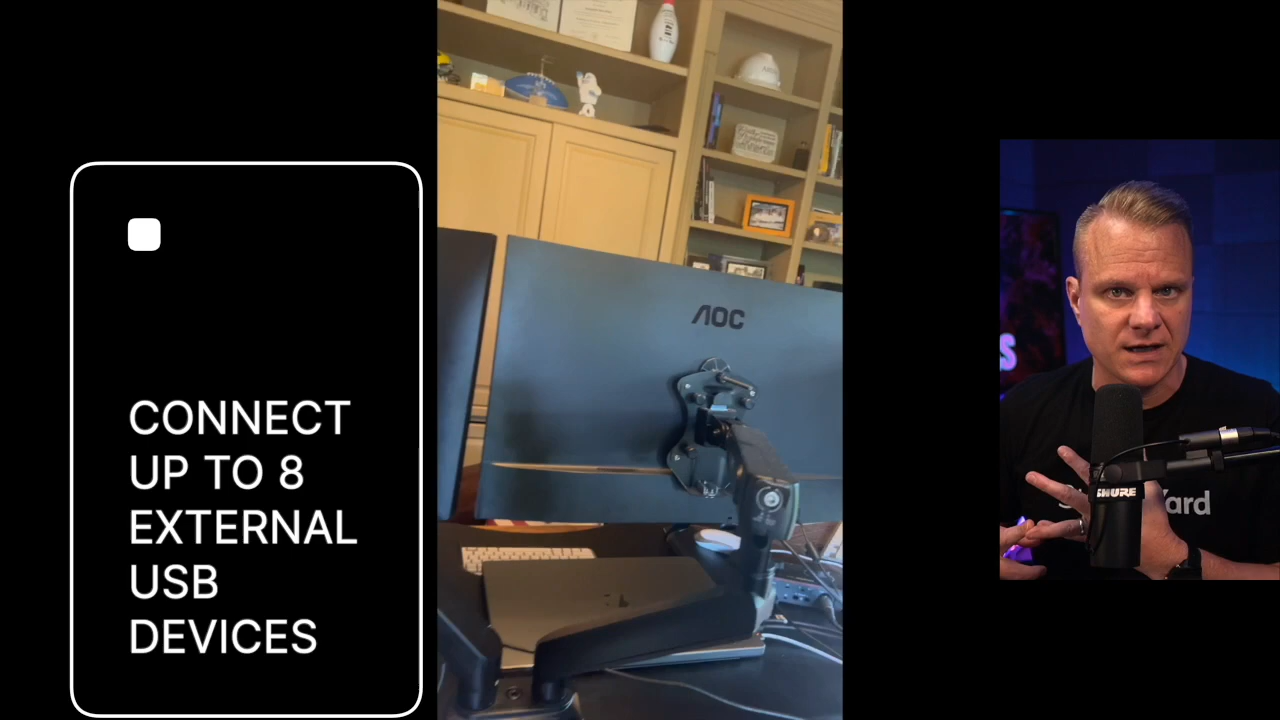 CONNECT
UP TO 8
EXTERNAL
USB
DEVICES
AOC
SHURE